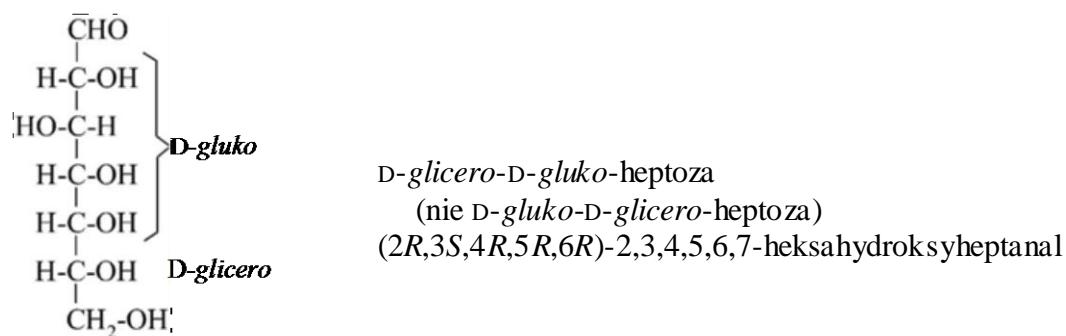 CHO
H-C-OH
HO-C-H
D-gluko
H-C-OH
H-C-OH
H-C-OH
D-glicero
CH₂-OH
D-glicero-D-gluko-heptoza
(nie D-gluko-D-glicero-heptoza)
(2R,3S,4R,5R,6R)-2,3,4,5,6,7-heksahydroksyheptanal